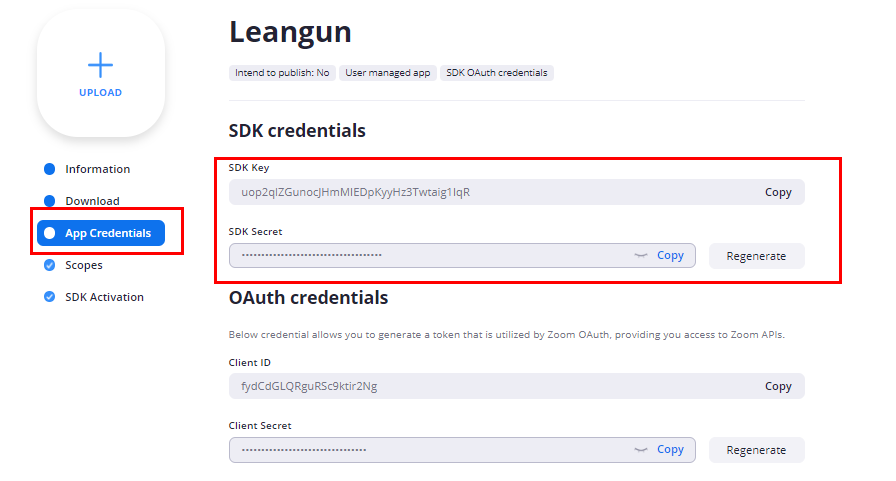 Leangun
Intend to publish: No User managed app SDK OAuth credentials
UPLOAD
Information
Download
App Credentials
Scopes
SDK Activation
SDK credentials
SDK Key
uop2qlZGunocJHmMIEDpKyyHz3Twtaig1IqR Copy
SDK Secret
•••••••••••••••••••••••••••••••••••• Copy Regenerate
OAuth credentials
Below credential allows you to generate a token that is utilized by Zoom OAuth, providing you access to Zoom APIs.
Client ID
fydCdGLQRguRSc9ktir2Ng Copy
Client Secret
•••••••••••••••••••••••••••••••• Copy Regenerate